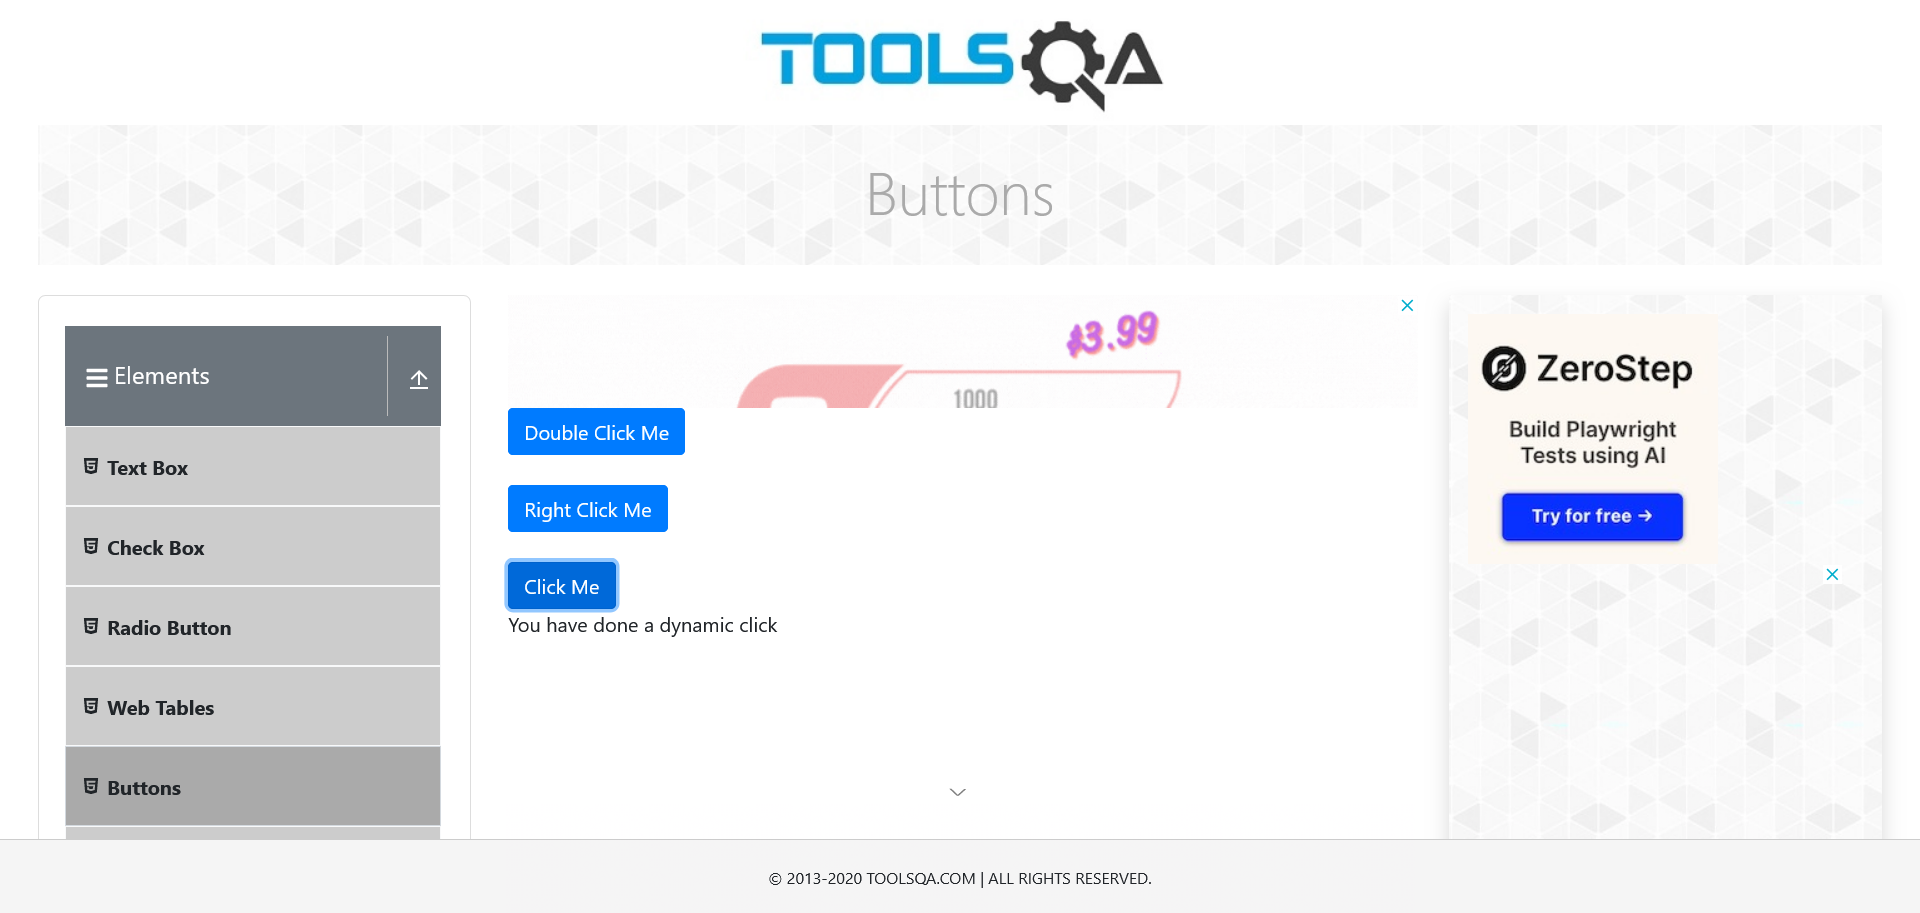 TOOLSQA
Buttons
Elements
Text Box
Check Box
Radio Button
Web Tables
Buttons
$3.99
1000
Double Click Me
Right Click Me
Click Me
You have done a dynamic click
ZeroStep
Build Playwright
Tests using AI
Try for free →
© 2013-2020 TOOLSQA.COM | ALL RIGHTS RESERVED.